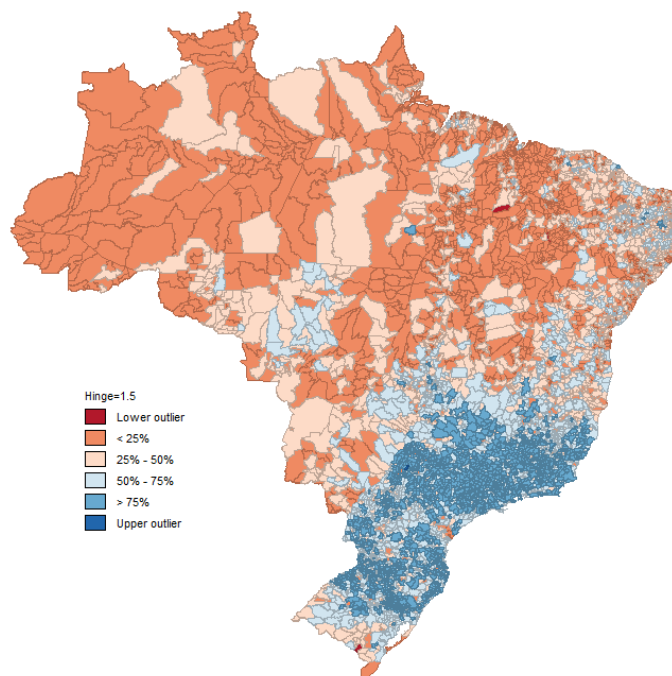 Hinge=1.5
Lower outlier
< 25%
25% - 50%
50% - 75%
> 75%
Upper outlier